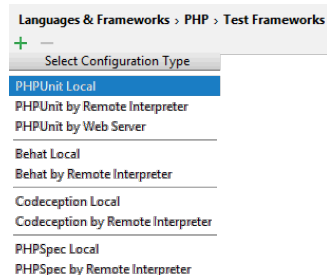 Languages & Frameworks › PHP › Test Frameworks
Select Configuration Type
PHPUnit Local
PHPUnit by Remote Interpreter
PHPUnit by Web Server
Behat Local
Behat by Remote Interpreter
Codeception Local
Codeception by Remote Interpreter
PHPSpec Local
PHPSpec by Remote Interpreter